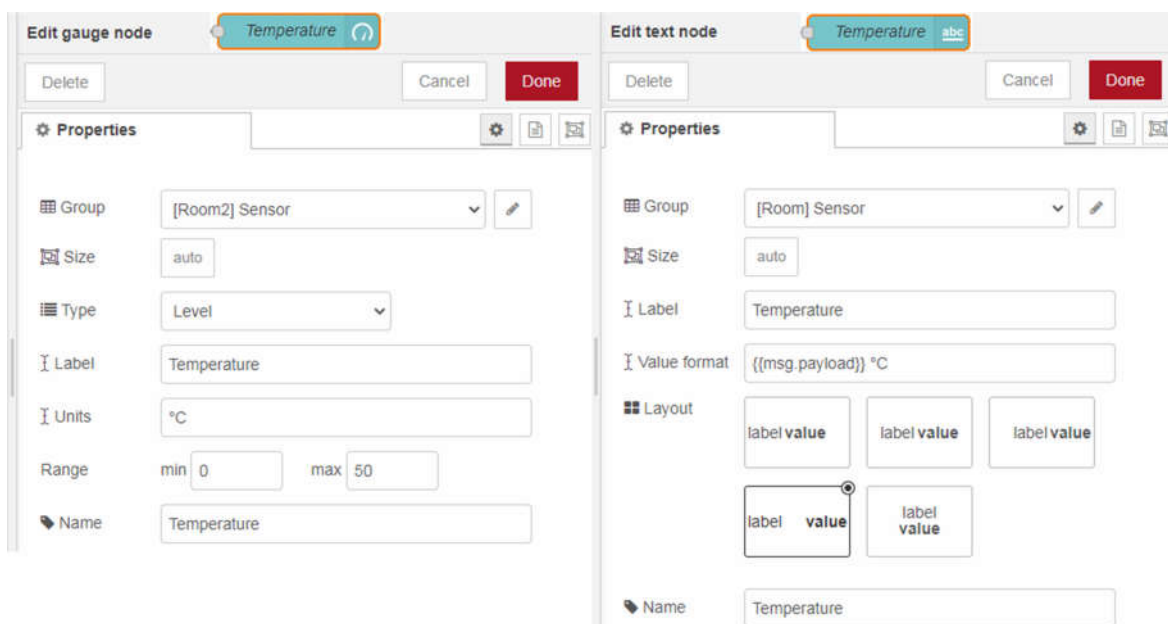 Edit gauge node
Temperature
Delete
Cancel
Done
Properties
Group
[Room2] Sensor
Size
auto
Type
Level
Label
Temperature
Units
°C
Range
min 0
max 50
Name
Temperature
Edit text node
Temperature abc
Delete
Cancel
Done
Properties
Group
[Room] Sensor
Size
auto
Label
Temperature
Value format
{{msg.payload}} °C
Layout
label value
label value
label value
label value
label
value
Name
Temperature